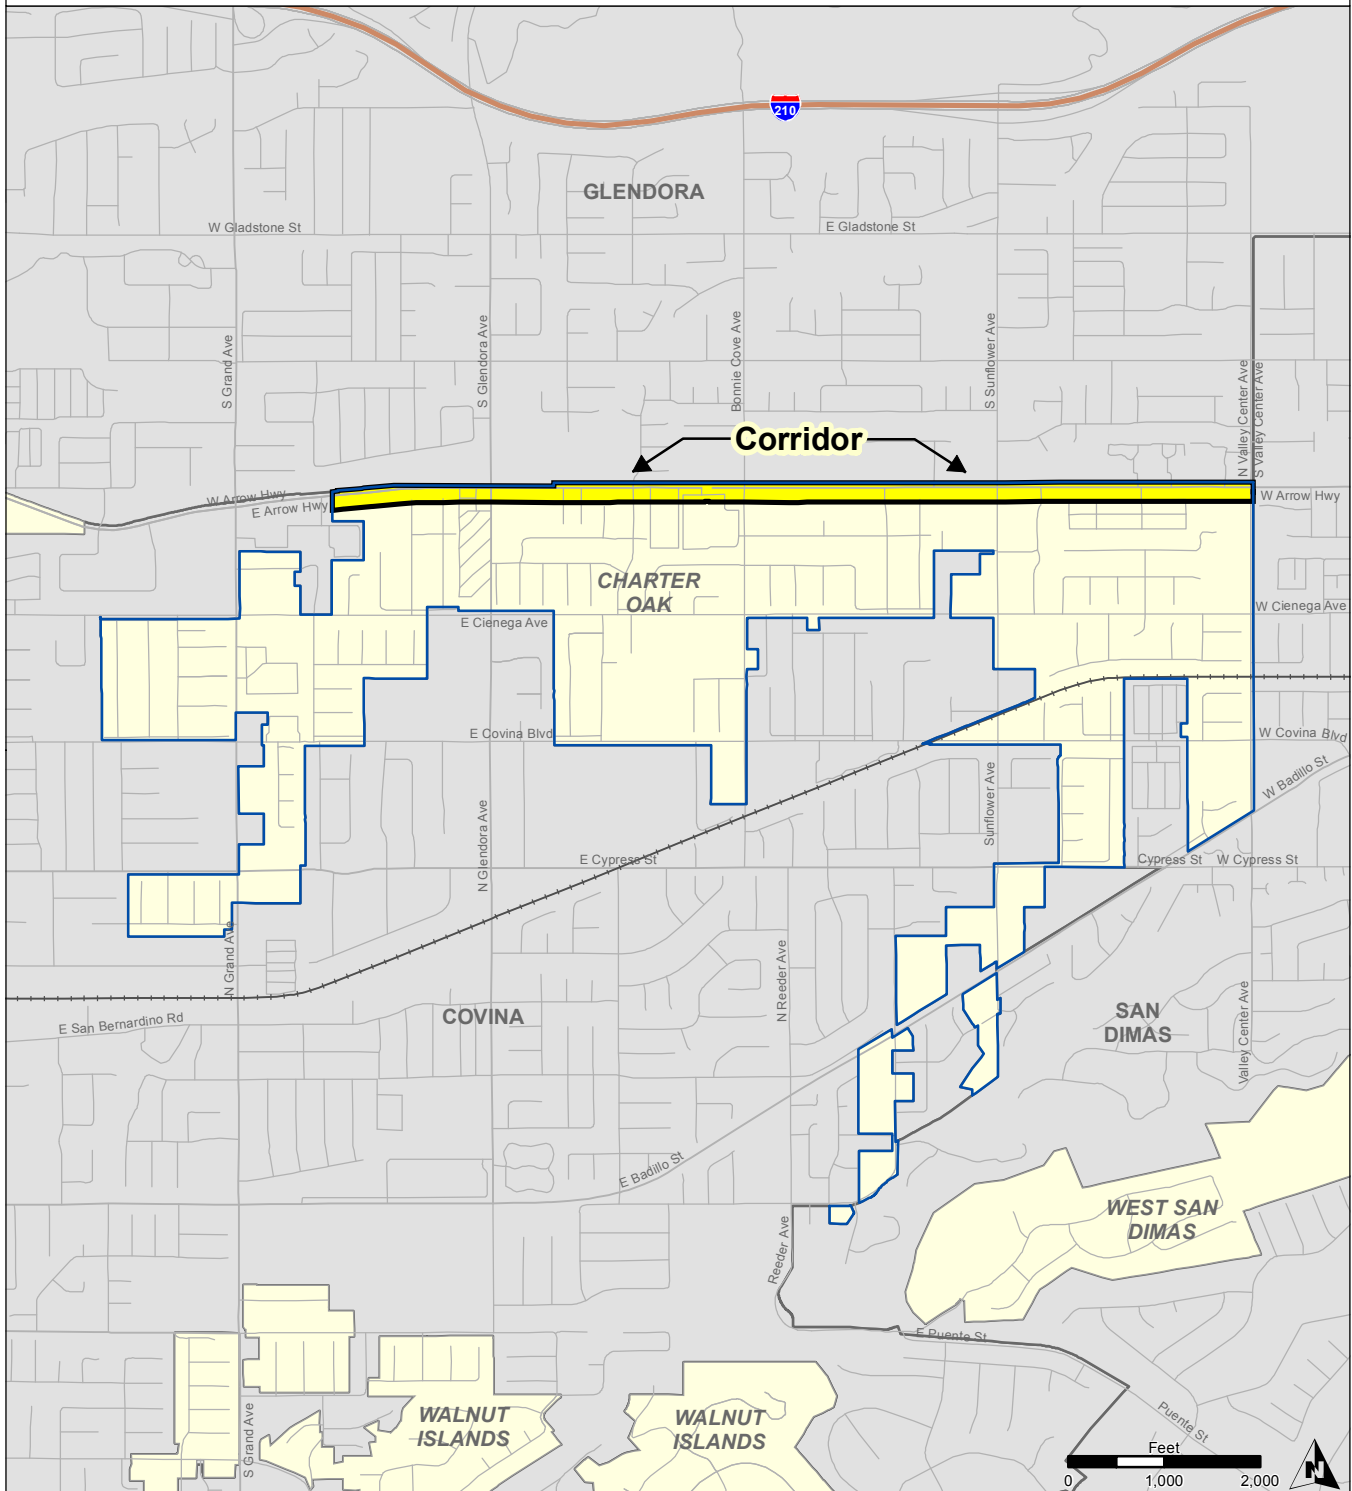 210
GLENDORA
W Gladstone St
E Gladstone St
S Grand Ave
S Glendora Ave
Bonnie Cove Ave
S Sunflower Ave
N Valley Center Ave
S Valley Center Ave
Corridor
W Arrow Hwy
E Arrow Hwy
W Arrow Hwy
CHARTER
OAK
E Cienega Ave
W Cienega Ave
E Covina Blvd
W Covina Blvd
W Badillo St
Sunflower Ave
N Glendora Ave
E Cypress St
Cypress St
W Cypress St
N Grand Ave
N Reeder Ave
E San Bernardino Rd
COVINA
SAN
DIMAS
Valley Center Ave
E Badillo St
WEST SAN
DIMAS
Reeder Ave
E Puente St
Puente St
S Grand Ave
WALNUT
ISLANDS
WALNUT
ISLANDS
Feet
0 1,000 2,000
N